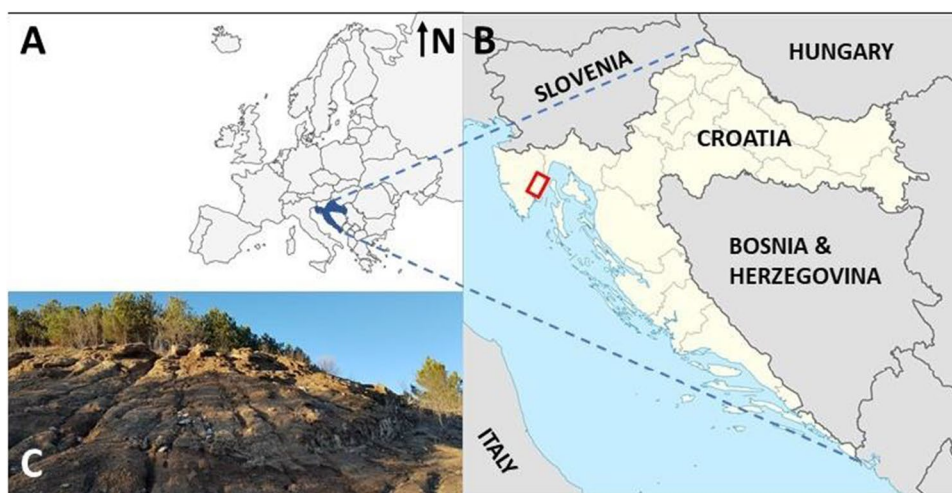 A
N
B
HUNGARY
SLOVENIA
CROATIA
BOSNIA &
HERZEGOVINA
C
ITALY